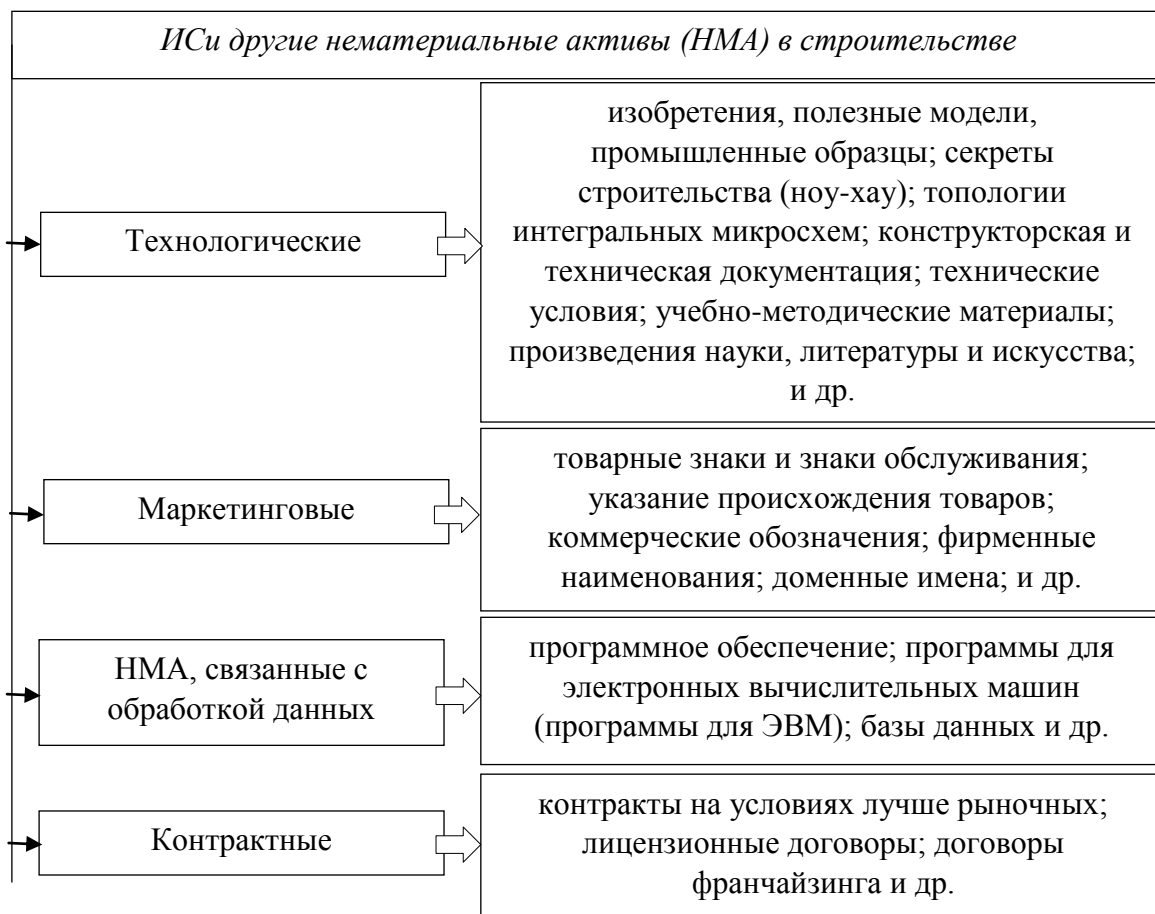 ИСи другие нематериальные активы (НМА) в строительстве
Технологические
изобретения, полезные модели,
промышленные образцы; секреты
строительства (ноу-хау); топологии
интегральных микросхем; конструкторская и
техническая документация; технические
условия; учебно-методические материалы;
произведения науки, литературы и искусства;
и др.
Маркетинговые
товарные знаки и знаки обслуживания;
указание происхождения товаров;
коммерческие обозначения; фирменные
наименования; доменные имена; и др.
НМА, связанные с
обработкой данных
программное обеспечение; программы для
электронных вычислительных машин
(программы для ЭВМ); базы данных и др.
Контрактные
контракты на условиях лучше рыночных;
лицензионные договоры; договоры
франчайзинга и др.